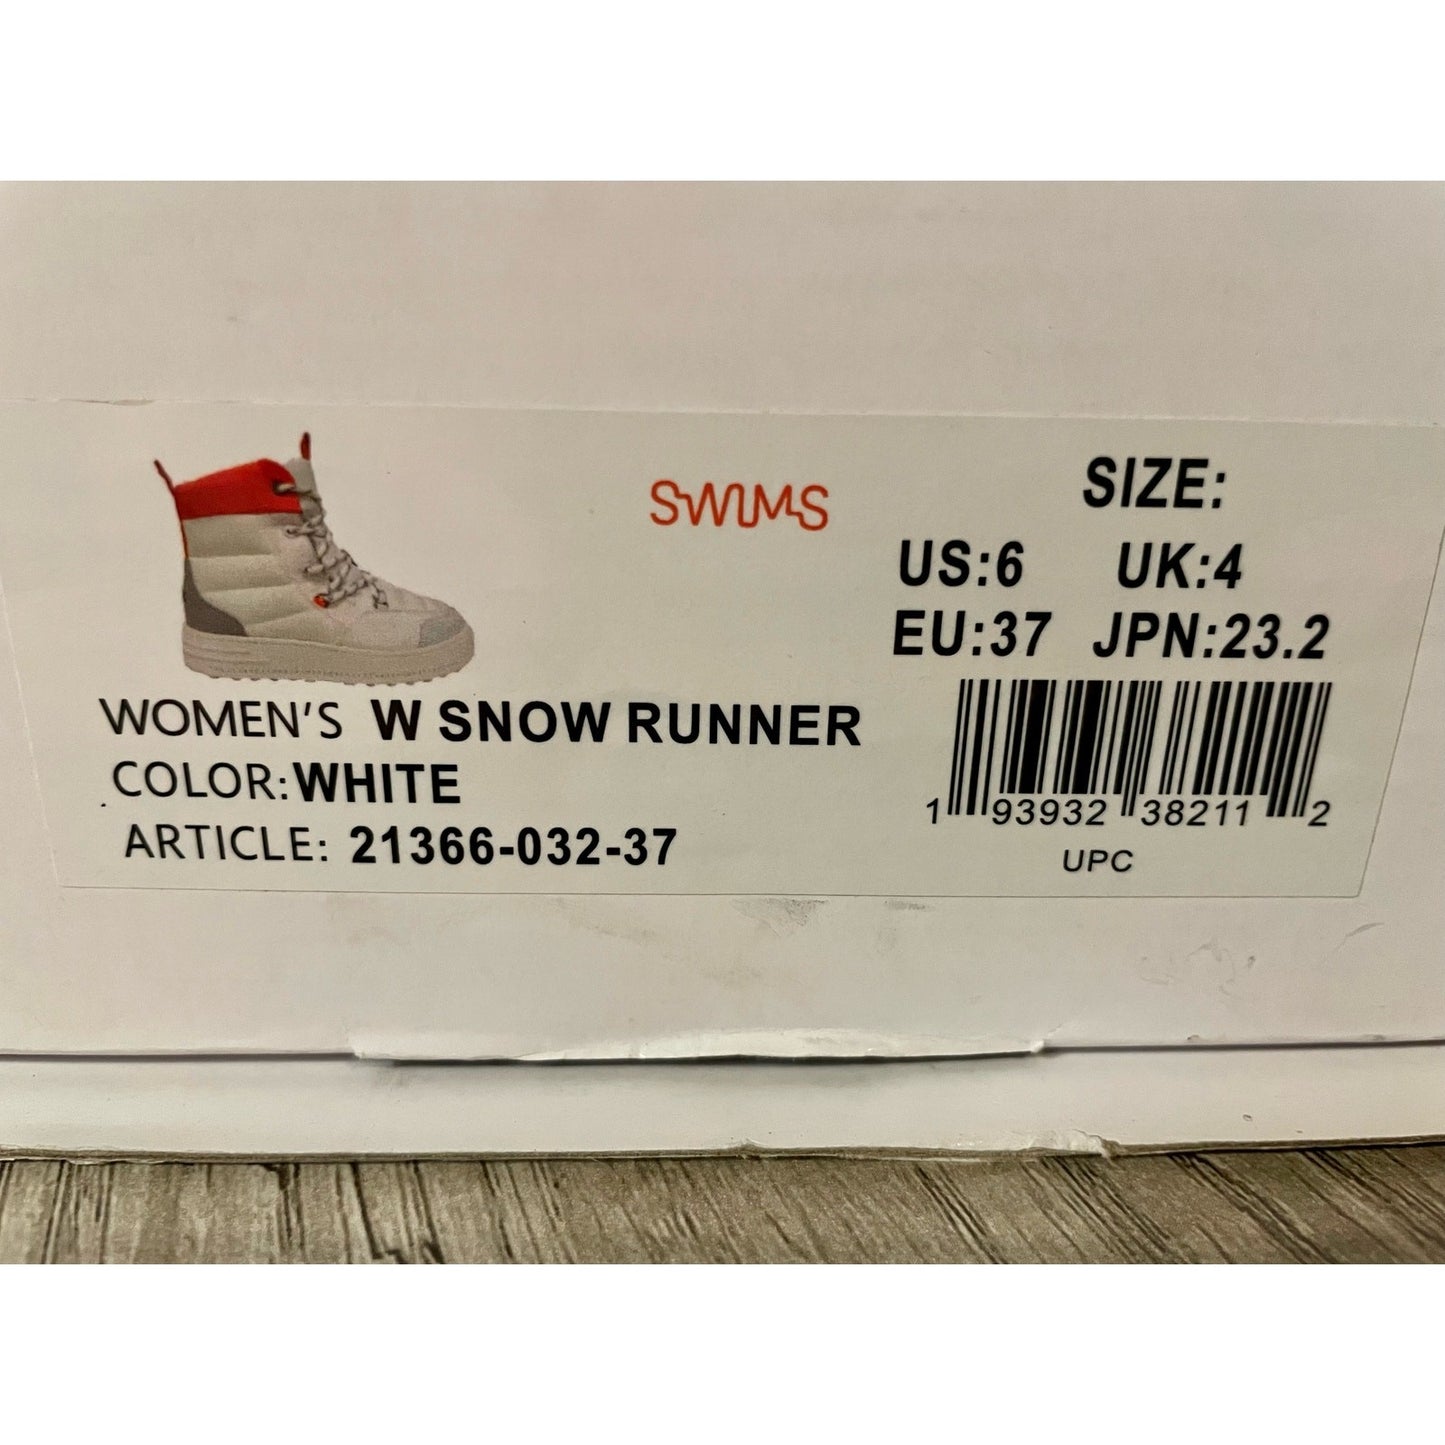 SWIMS
SIZE:
US:6 UK:4
EU:37 JPN:23.2
WOMEN'S W SNOW RUNNER
COLOR:WHITE
ARTICLE: 21366-032-37
1 93932 38211 2
UPC